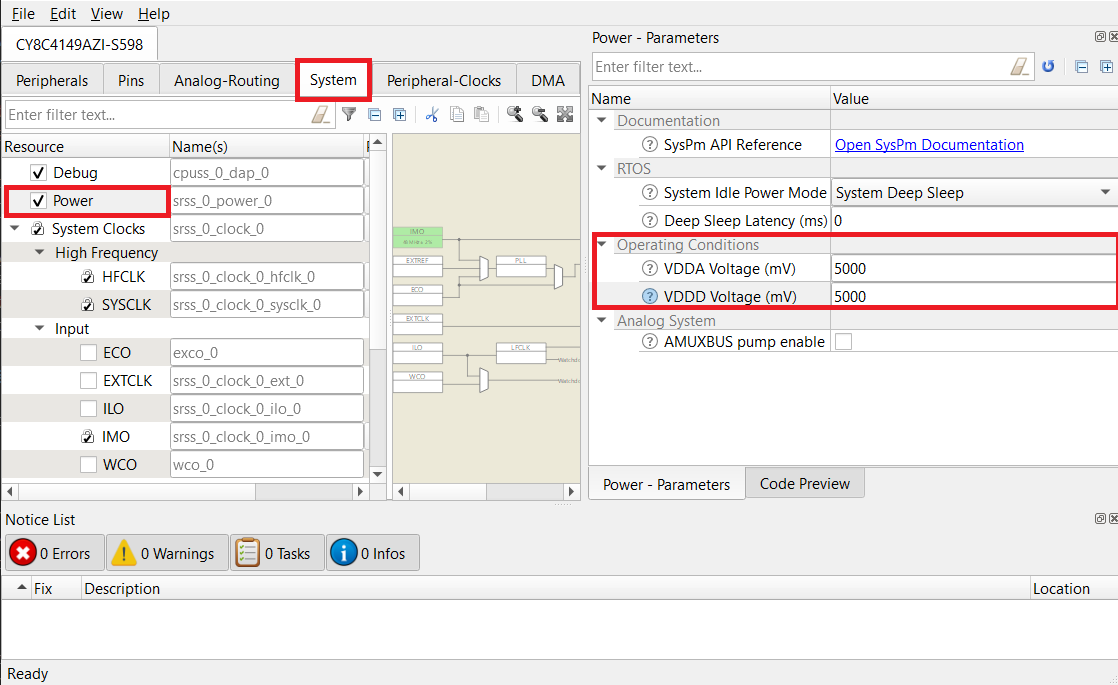 File Edit View Help
CY8C4149AZI-S598
Peripherals Pins Analog-Routing System Peripheral-Clocks DMA
Enter filter text...
Resource Name(s)
Debug cpuss_0_dap_0
Power srss_0_power_0
System Clocks srss_0_clock_0
High Frequency
HFCLK srss_0_clock_0_hfclk_0
SYSCLK srss_0_clock_0_sysclk_0
Input
ECO exco_0
EXTCLK srss_0_clock_0_ext_0
ILO srss_0_clock_0_ilo_0
IMO srss_0_clock_0_imo_0
WCO wco_0
IMO
EXTREF PLL
ECO
EXTCLK
ILO LFCLK
WCO
Power - Parameters
Enter filter text...
Name Value
Documentation
SysPm API Reference Open SysPm Documentation
RTOS
System Idle Power Mode System Deep Sleep
Deep Sleep Latency (ms) 0
Operating Conditions
VDDA Voltage (mV) 5000
VDDD Voltage (mV) 5000
Analog System
AMUXBUS pump enable
Power - Parameters Code Preview
Notice List
0 Errors 0 Warnings 0 Tasks 0 Infos
Fix Description Location
Ready